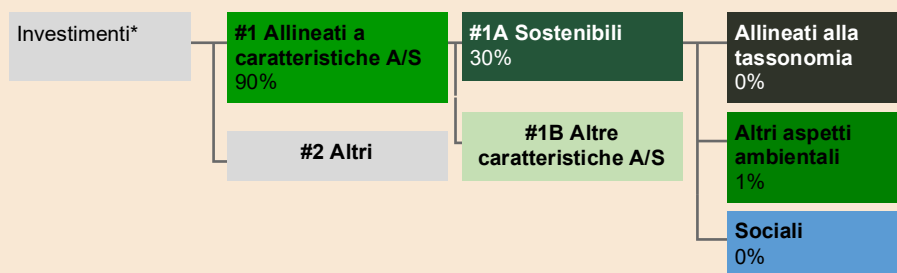 Investimenti*
#1 Allineati a
caratteristiche A/S
90%
#2 Altri
#1A Sostenibili
30%
#1B Altre
caratteristiche A/S
Allineati alla
tassonomia
0%
Altri aspetti
ambientali
1%
Sociali
0%